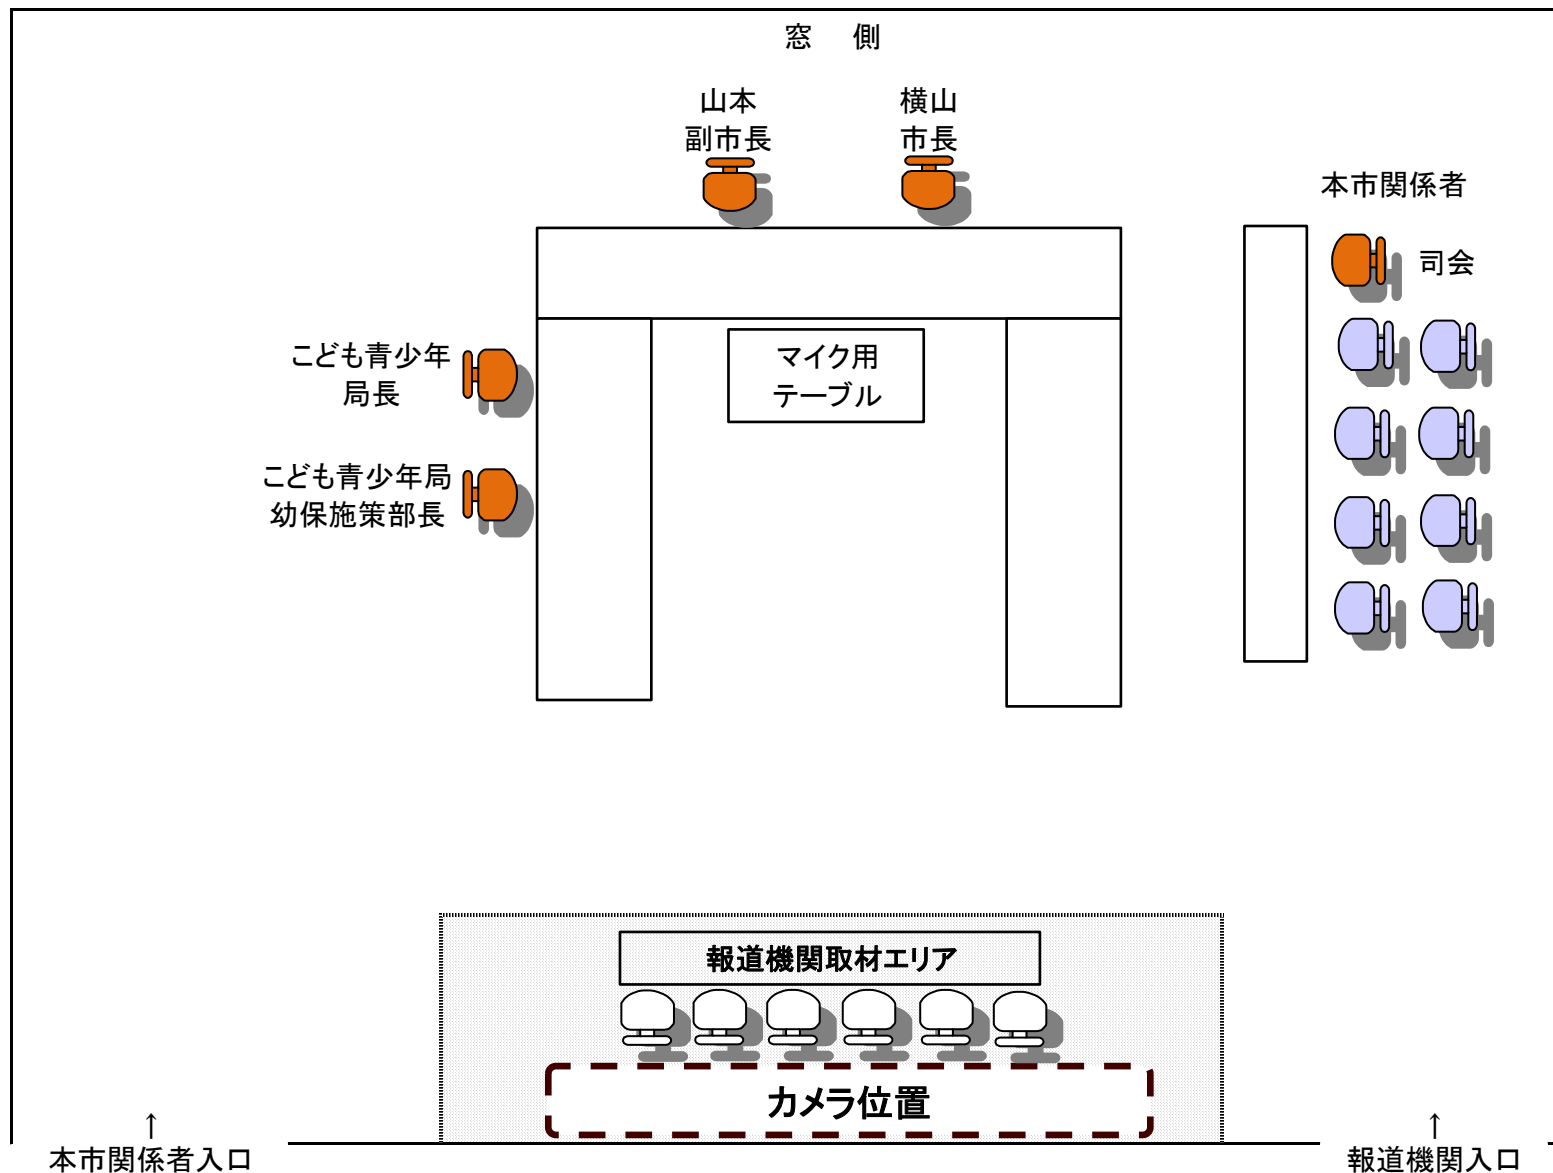 窓　側
山本
副市長
横山
市長
本市関係者
司会
こども青少年
局長
マイク用
テーブル
こども青少年局
幼保施策部長
報道機関取材エリア
カメラ位置
↑
本市関係者入口
↑
報道機関入口